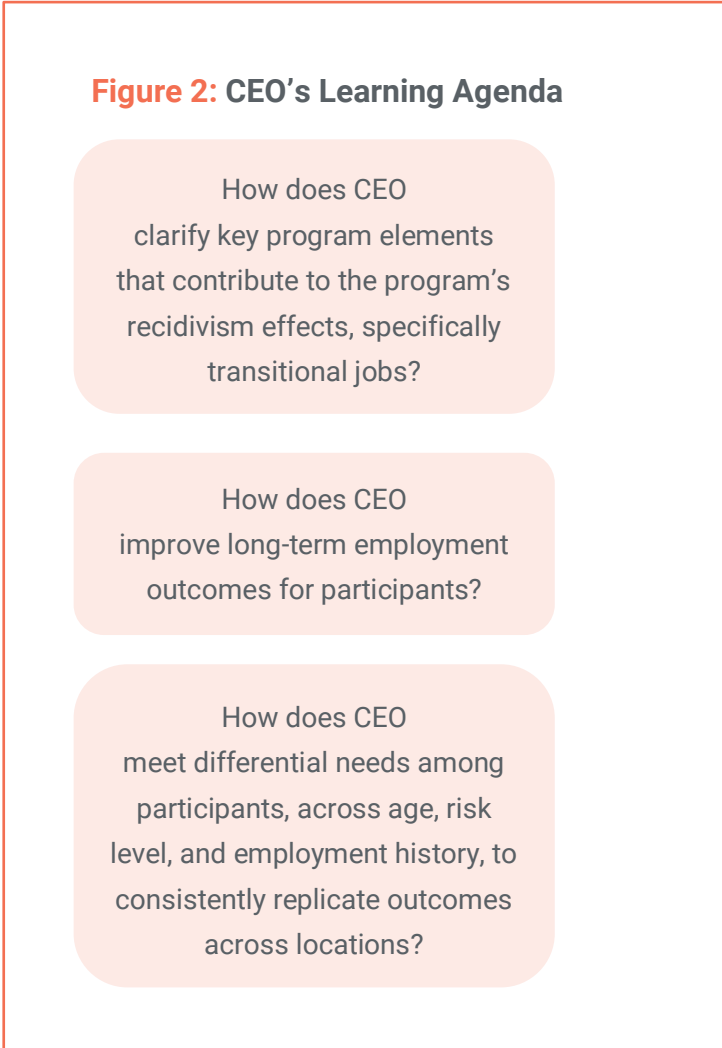 Figure 2: CEO’s Learning Agenda
How does CEO
clarify key program elements
that contribute to the program’s
recidivism effects, specifically
transitional jobs?
How does CEO
improve long-term employment
outcomes for participants?
How does CEO
meet differential needs among
participants, across age, risk
level, and employment history, to
consistently replicate outcomes
across locations?